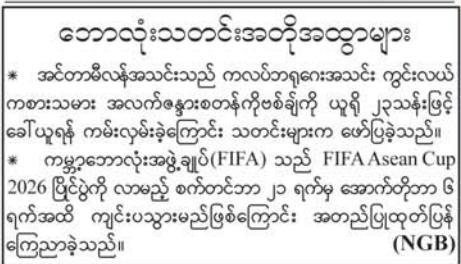 ဘောလုံးသတင်းအတိုအထွာများ
* အင်တာမီလန်အသင်းသည် ကလပ်ဘရူဂေးအသင်း ကွင်းလယ်
ကစားသမား အလက်ဇန္ဒားစတန်ကိုဗစ်ချ်ကို ယူရို ၂၃သန်းဖြင့်
ခေါ်ယူရန် ကမ်းလှမ်းခဲ့ကြောင်း သတင်းများက ဖော်ပြခဲ့သည်။
* ကမ္ဘာ့ဘောလုံးအဖွဲ့ချုပ်(FIFA) သည် FIFA Asean Cup
2026 ပြိုင်ပွဲကို လာမည့် စက်တင်ဘာ ၂၁ ရက်မှ အောက်တိုဘာ ၆
ရက်အထိ ကျင်းပသွားမည်ဖြစ်ကြောင်း အတည်ပြုထုတ်ပြန်
ကြေညာခဲ့သည်။ (NGB)